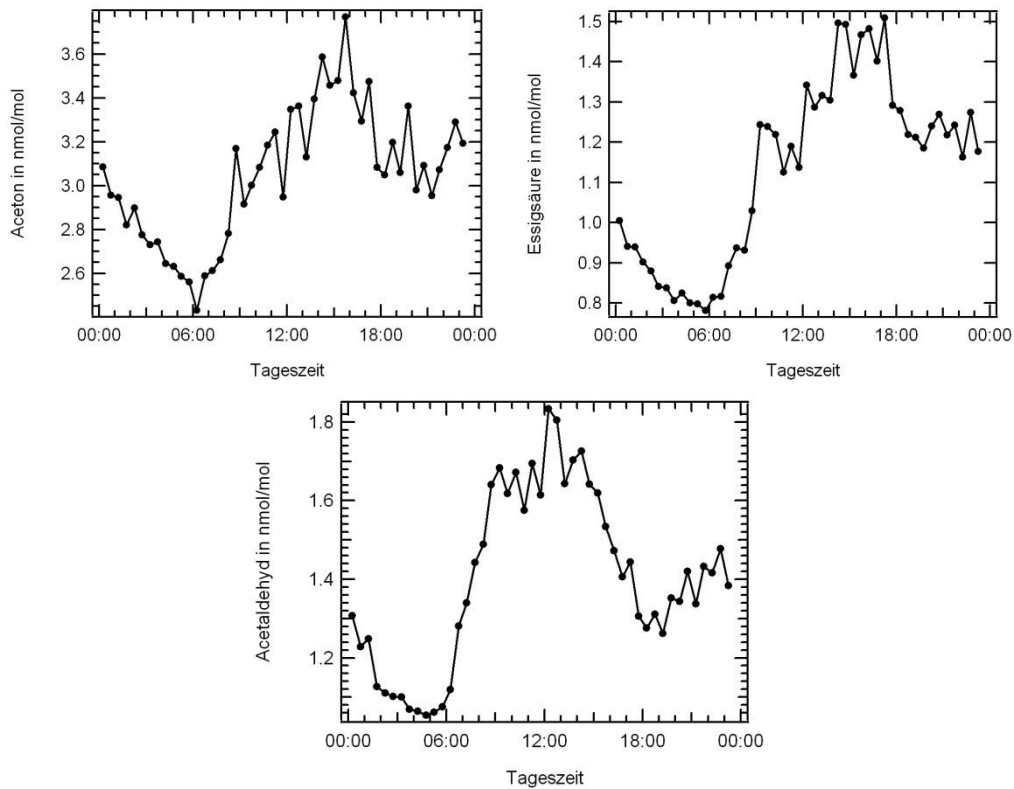 Aceton in nmol/mol
3.6
3.4
3.2
3.0
2.8
2.6
00:00 06:00 12:00 18:00 00:00
Tageszeit
Essigsäure in nmol/mol
1.5
1.4
1.3
1.2
1.1
1.0
0.9
0.8
00:00 06:00 12:00 18:00 00:00
Tageszeit
Acetaldehyd in nmol/mol
1.8
1.6
1.4
1.2
00:00 06:00 12:00 18:00 00:00
Tageszeit